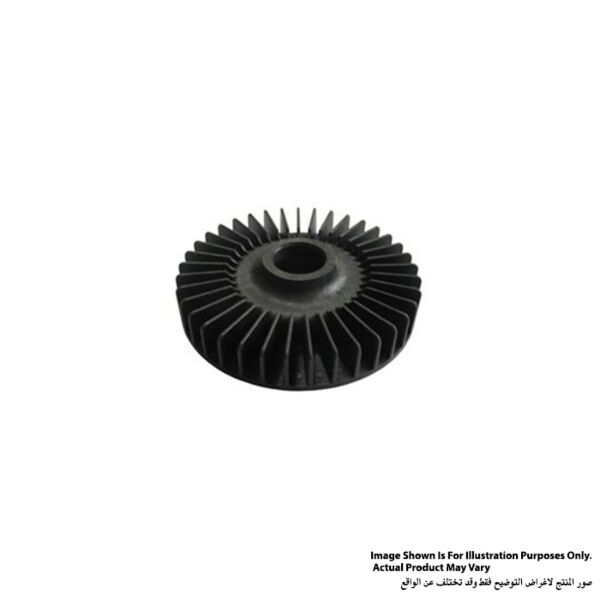 Image Shown Is For Illustration Purposes Only.
Actual Product May Vary
صور المنتج لاغراض التوضيح فقط وقد تختلف عن الواقع